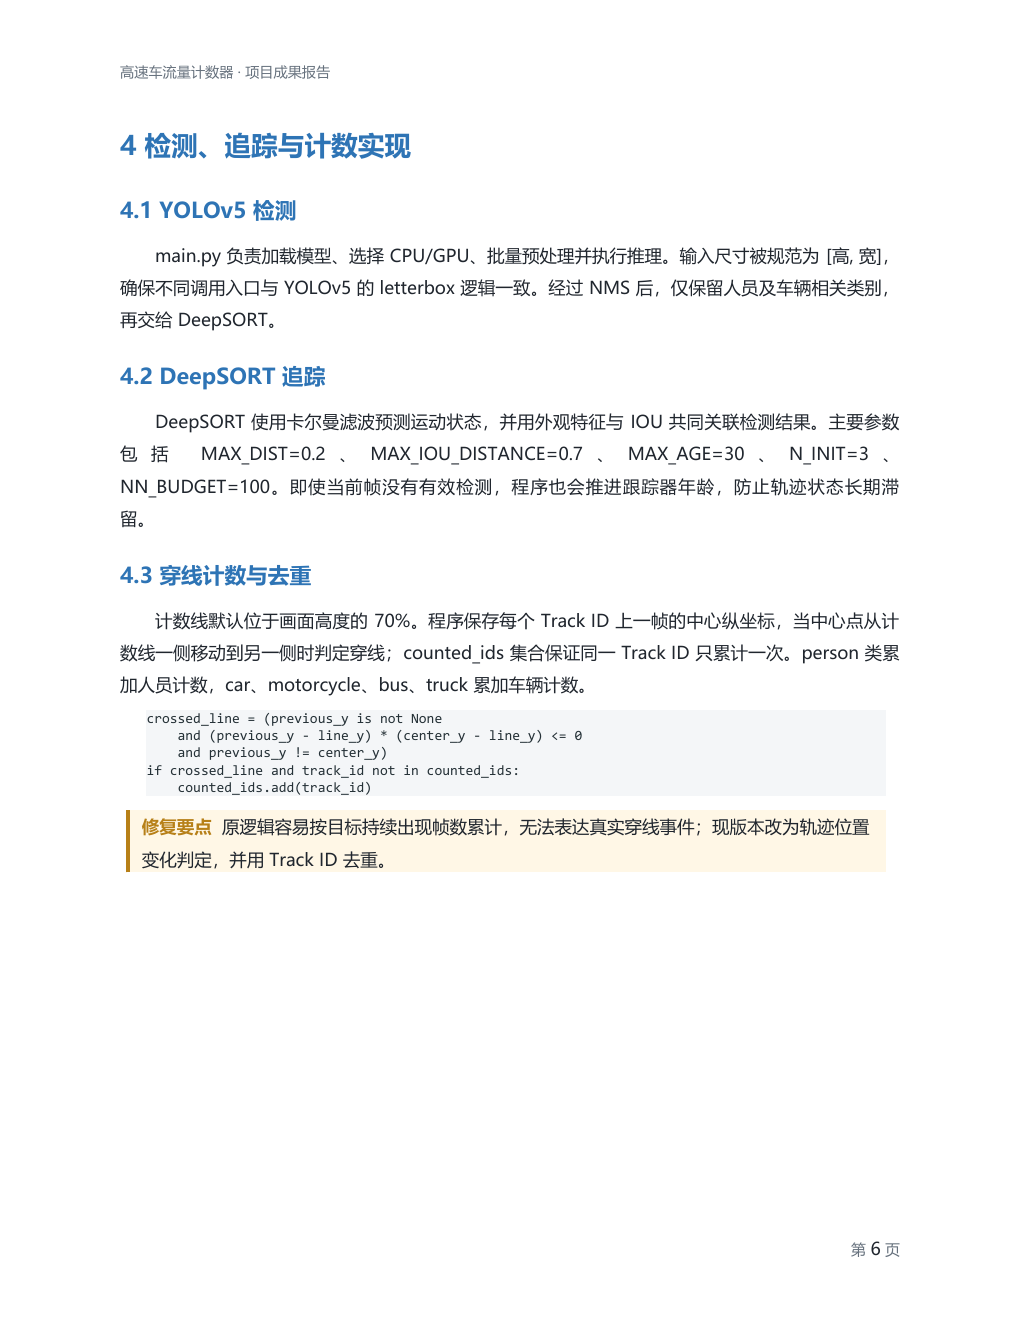 高速车流量计数器 · 项目成果报告
4 检测、追踪与计数实现
4.1 YOLOv5 检测
main.py 负责加载模型、选择 CPU/GPU、批量预处理并执行推理。输入尺寸被规范为 [高, 宽]，
确保不同调用入口与 YOLOv5 的 letterbox 逻辑一致。经过 NMS 后，仅保留人员及车辆相关类别，
再交给 DeepSORT。
4.2 DeepSORT 追踪
DeepSORT 使用卡尔曼滤波预测运动状态，并用外观特征与 IOU 共同关联检测结果。主要参数
包括 MAX_DIST=0.2、MAX_IOU_DISTANCE=0.7、MAX_AGE=30、N_INIT=3、
NN_BUDGET=100。即使当前帧没有有效检测，程序也会推进跟踪器年龄，防止轨迹状态长期滞
留。
4.3 穿线计数与去重
计数线默认位于画面高度的 70%。程序保存每个 Track ID 上一帧的中心纵坐标，当中心点从计
数线一侧移动到另一侧时判定穿线；counted_ids 集合保证同一 Track ID 只累计一次。person 类累
加人员计数，car、motorcycle、bus、truck 累加车辆计数。
crossed_line = (previous_y is not None
    and (previous_y - line_y) * (center_y - line_y) <= 0
    and previous_y != center_y)
if crossed_line and track_id not in counted_ids:
    counted_ids.add(track_id)
修复要点 原逻辑容易按目标持续出现帧数累计，无法表达真实穿线事件；现版本改为轨迹位置
变化判定，并用 Track ID 去重。
第 6 页